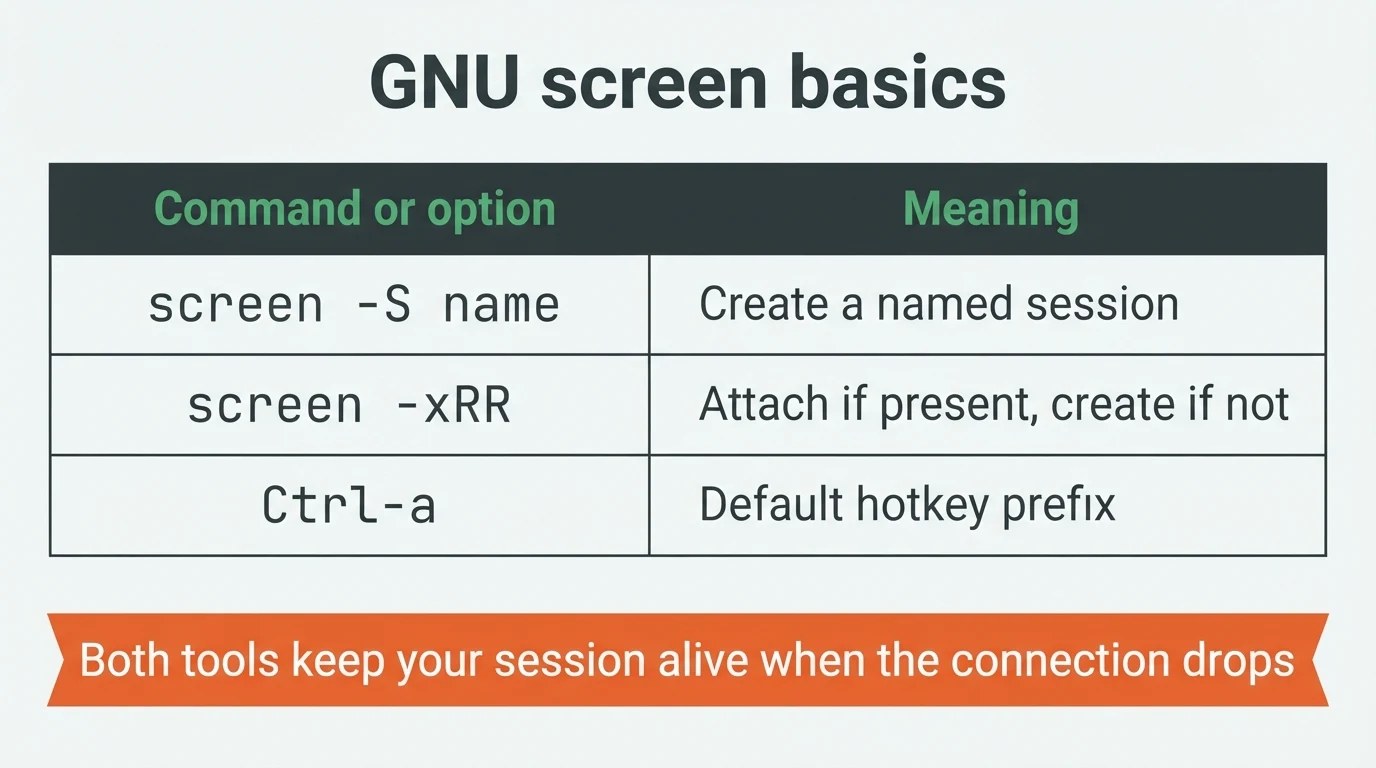 GNU screen basics
Command or option
Meaning
screen -S name
Create a named session
screen -xRR
Attach if present, create if not
Ctrl-a
Default hotkey prefix
Both tools keep your session alive when the connection drops